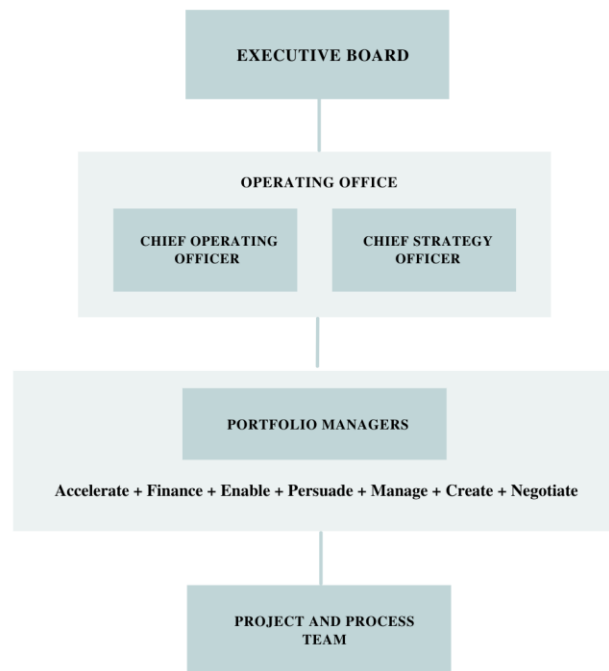 EXECUTIVE BOARD
OPERATING OFFICE
CHIEF OPERATING
OFFICER
CHIEF STRATEGY
OFFICER
PORTFOLIO MANAGERS
Accelerate + Finance + Enable + Persuade + Manage + Create + Negotiate
PROJECT AND PROCESS
TEAM